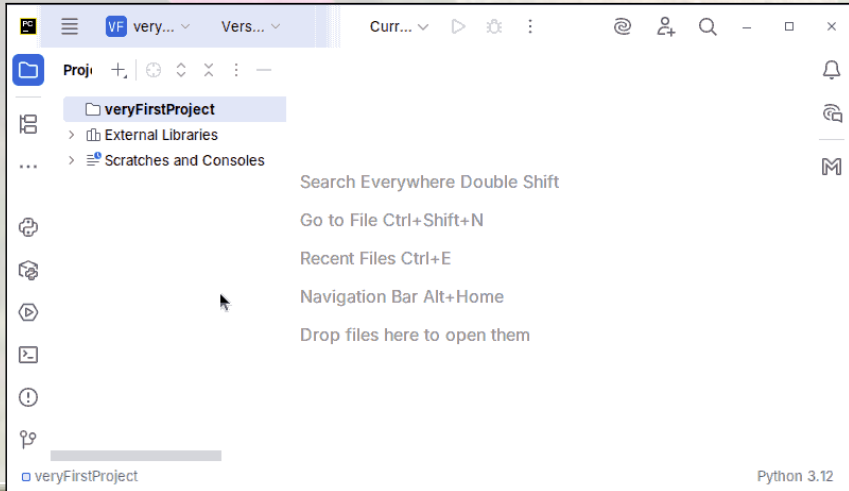 PC
VF very... Vers... Curr...
Proj
veryFirstProject
External Libraries
Scratches and Consoles
Search Everywhere Double Shift
Go to File Ctrl+Shift+N
Recent Files Ctrl+E
Navigation Bar Alt+Home
Drop files here to open them
veryFirstProject
Python 3.12